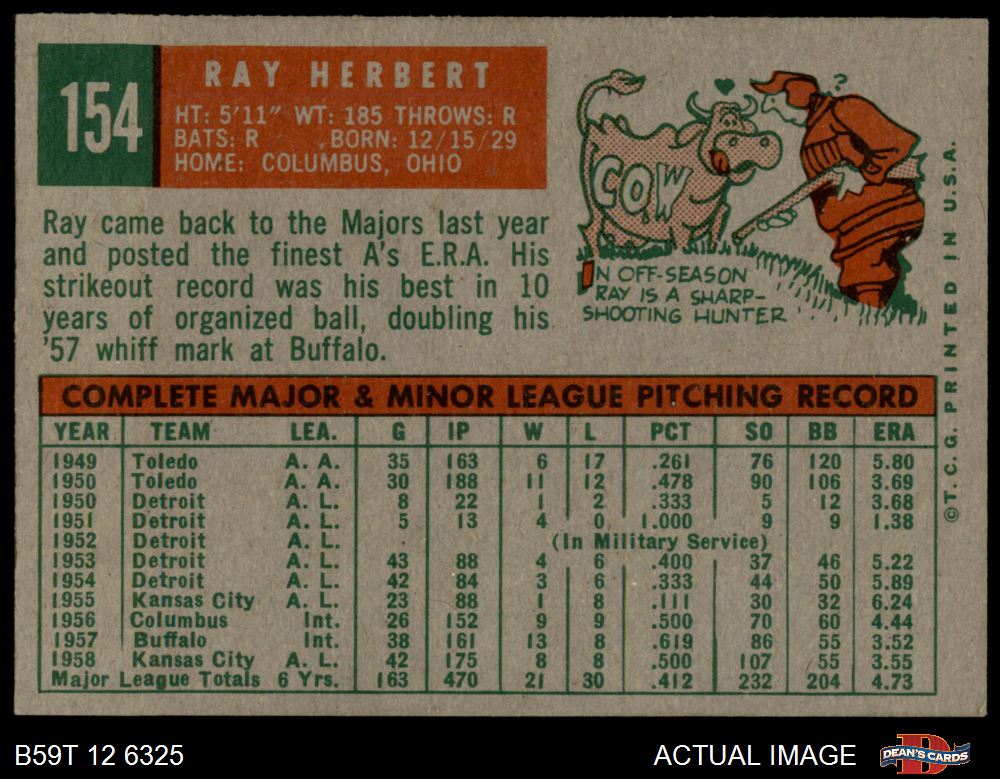 154
RAY HERBERT
HT: 5'11" WT: 185 THROWS: R
BATS: R BORN: 12/15/29
HOME: COLUMBUS, OHIO
Ray came back to the Majors last year
and posted the finest A's E.R.A. His
strikeout record was his best in 10
years of organized ball, doubling his
'57 whiff mark at Buffalo.
?
COW
IN OFF-SEASON
RAY IS A SHARP-
SHOOTING HUNTER
COMPLETE MAJOR & MINOR LEAGUE PITCHING RECORD
YEAR TEAM LEA. G IP W L PCT SO BB ERA
1949 Toledo A. A. 35 163 6 17 .261 76 120 5.80
1950 Toledo A. A. 30 188 11 12 .478 90 106 3.69
1950 Detroit A. L. 8 22 1 2 .333 5 12 3.68
1951 Detroit A. L. 5 13 4 0 1.000 9 9 1.38
1952 Detroit A. L. (In Military Service)
1953 Detroit A. L. 43 88 4 6 .400 37 46 5.22
1954 Detroit A. L. 42 84 3 6 .333 44 50 5.89
1955 Kansas City A. L. 23 88 1 8 .111 30 32 6.24
1956 Columbus Int. 26 152 9 9 .500 70 60 4.44
1957 Buffalo Int. 38 161 13 8 .619 86 55 3.52
1958 Kansas City A. L. 42 175 8 8 .500 107 55 3.55
Major League Totals 6 Yrs. 163 470 21 30 .412 232 204 4.73
©T.C.G. PRINTED IN U.S.A.
B59T 12 6325
ACTUAL IMAGE
D
DEAN'S CARDS